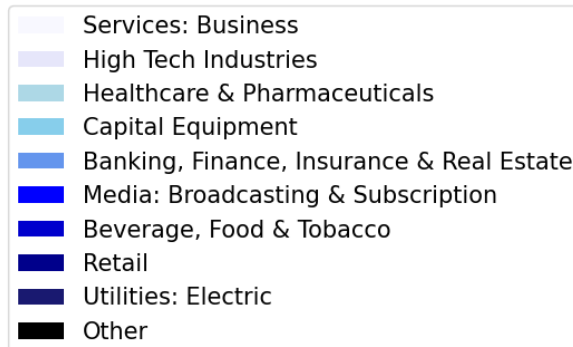 Services: Business
High Tech Industries
Healthcare & Pharmaceuticals
Capital Equipment
Banking, Finance, Insurance & Real Estate
Media: Broadcasting & Subscription
Beverage, Food & Tobacco
Retail
Utilities: Electric
Other